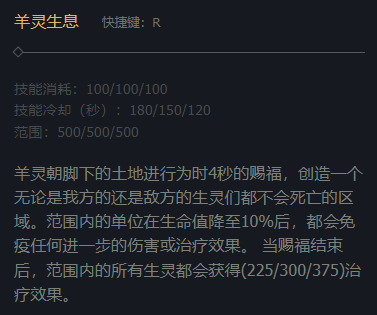 羊灵生息 快捷键：R
技能消耗：100/100/100
技能冷却（秒）：180/150/120
范围：500/500/500
羊灵朝脚下的土地进行为时4秒的赐福，创造一个
无论是我方的还是敌方的生灵们都不会死亡的区
域。范围内的单位在生命值降至10%后，都会免
疫任何进一步的伤害或治疗效果。 当赐福结束
后，范围内的所有生灵都会获得(225/300/375)治
疗效果。